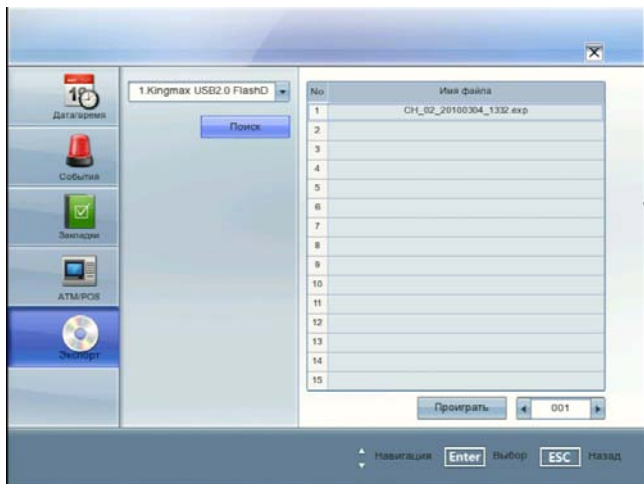 18
Дата/время
События
Закладки
ATM/POS
Экспорт
1.Kingmax USB2.0 FlashD
Поиск
No Имя файла
1 CH_02_20100304_1332.exp
2
3
4
5
6
7
8
9
10
11
12
13
14
15
Проиграть 001
Навигация Enter Выбор ESC Назад